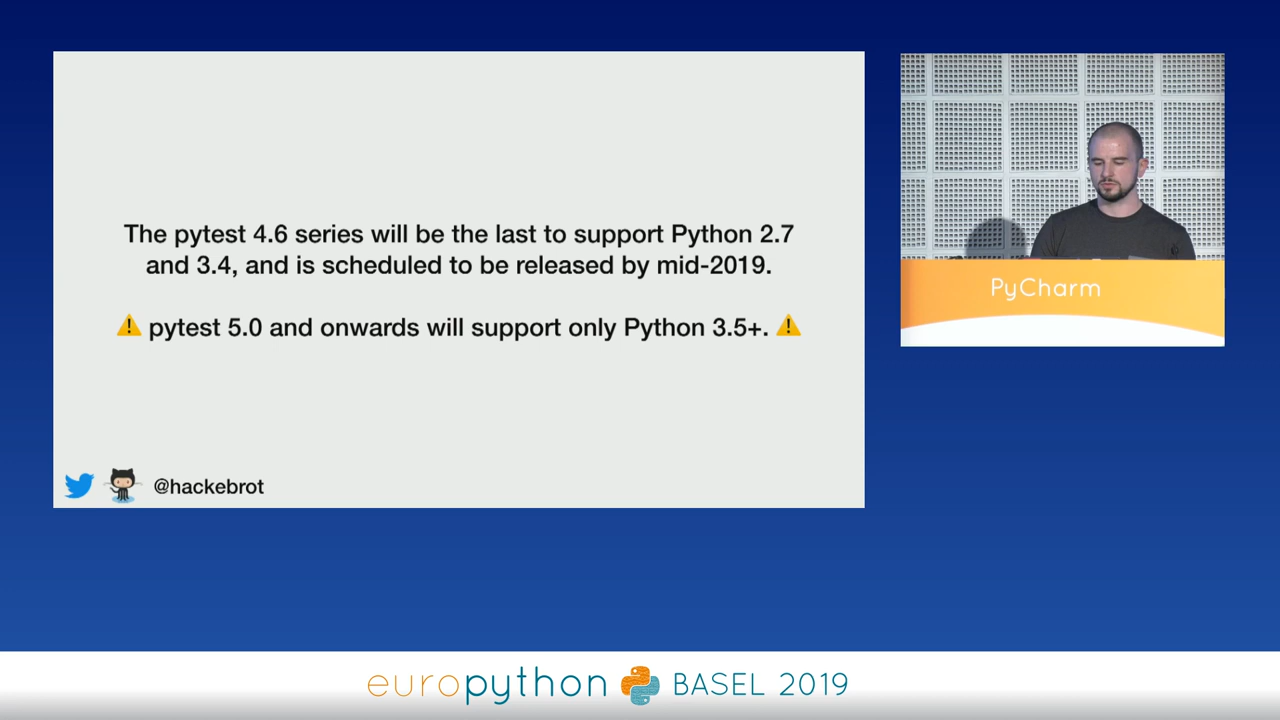 The pytest 4.6 series will be the last to support Python 2.7
and 3.4, and is scheduled to be released by mid-2019.
⚠️ pytest 5.0 and onwards will support only Python 3.5+. ⚠️
@hackebrot
PyCharm
europython BASEL 2019